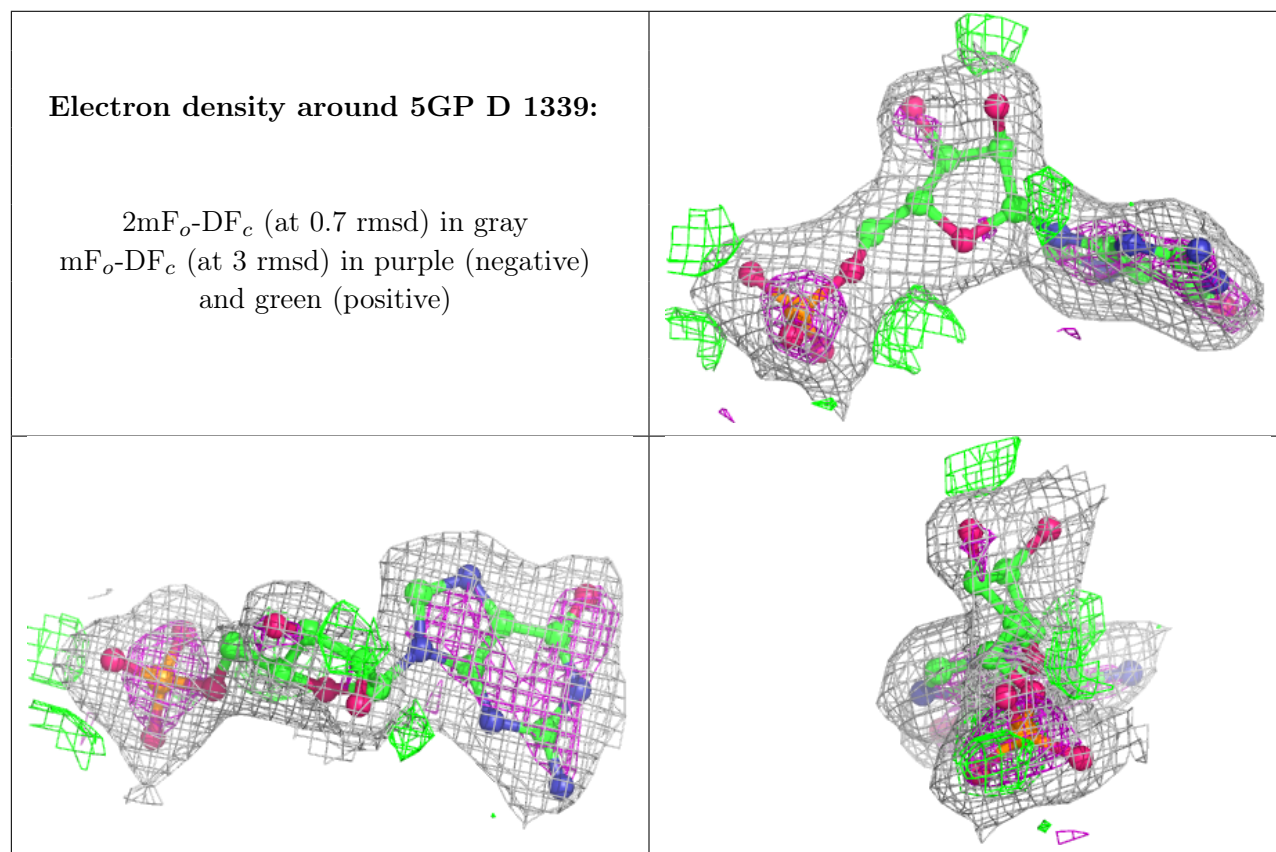 Electron density around 5GP D 1339:
2mFo-DFc (at 0.7 rmsd) in gray
mFo-DFc (at 3 rmsd) in purple (negative)
and green (positive)